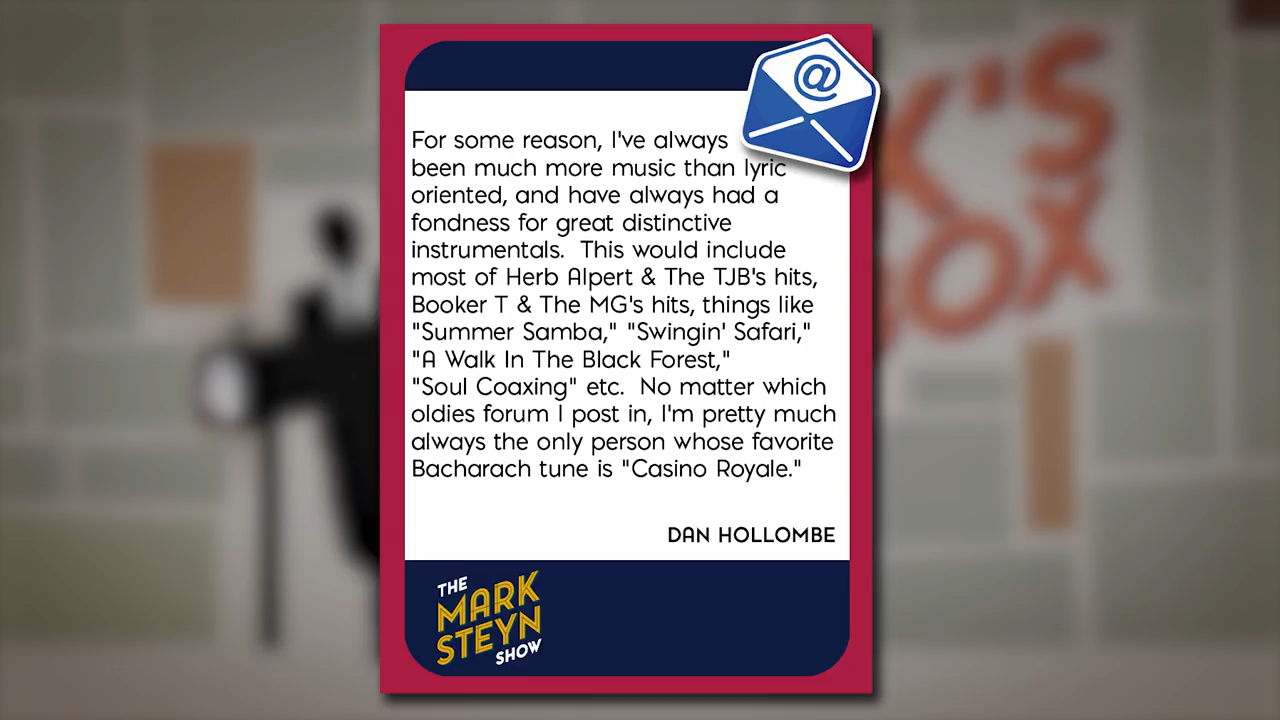 For some reason, I've always
been much more music than lyric
oriented, and have always had a
fondness for great distinctive
instrumentals.  This would include
most of Herb Alpert & The TJB's hits,
Booker T & The MG's hits, things like
"Summer Samba," "Swingin' Safari,"
"A Walk In The Black Forest,"
"Soul Coaxing" etc.  No matter which
oldies forum I post in, I'm pretty much
always the only person whose favorite
Bacharach tune is "Casino Royale."
DAN HOLLOMBE
THE
MARK
STEYN
SHOW
@
K'S
OX